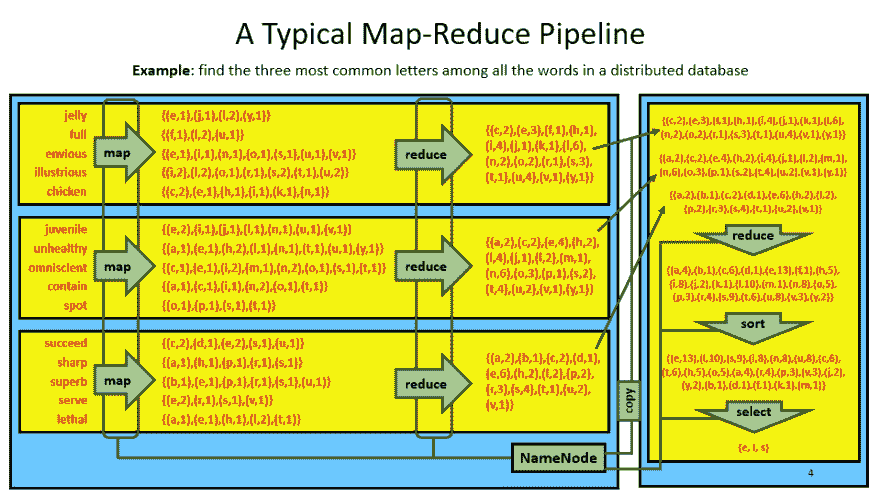 A Typical Map-Reduce Pipeline
Example: find the three most common letters among all the words in a distributed database
jelly
full
envious
illustrious
chicken
map
{(e,1),(j,1),(l,2),(y,1)}
{(f,1),(l,2),(u,1)}
{(e,1),(i,1),(n,1),(o,1),(s,1),(u,1),(v,1)}
{(i,2),(l,2),(o,1),(r,1),(s,2),(t,1),(u,2)}
{(c,2),(e,1),(h,1),(i,1),(k,1),(n,1)}
reduce
{(c,2),(e,3),(f,1),(h,1),
(i,4),(j,1),(k,1),(l,6),
(n,2),(o,2),(r,1),(s,3),
(t,1),(u,4),(v,1),(y,1)}
juvenile
unhealthy
omniscient
contain
spot
map
{(e,2),(i,1),(j,1),(l,1),(n,1),(u,1),(v,1)}
{(a,1),(e,1),(h,2),(l,1),(n,1),(t,1),(u,1),(y,1)}
{(c,1),(e,1),(i,2),(m,1),(n,2),(o,1),(s,1),(t,1)}
{(a,1),(c,1),(i,1),(n,2),(o,1),(t,1)}
{(o,1),(p,1),(s,1),(t,1)}
reduce
{(a,2),(c,2),(e,4),(h,2),
(i,4),(j,1),(l,2),(m,1),
(n,6),(o,3),(p,1),(s,2),
(t,4),(u,2),(v,1),(y,1)}
succeed
sharp
superb
serve
lethal
map
{(c,2),(d,1),(e,2),(s,1),(u,1)}
{(a,1),(h,1),(p,1),(r,1),(s,1)}
{(b,1),(e,1),(p,1),(r,1),(s,1),(u,1)}
{(e,2),(r,1),(s,1),(v,1)}
{(a,1),(e,1),(h,1),(l,2),(t,1)}
reduce
{(a,2),(b,1),(c,2),(d,1),
(e,6),(h,2),(l,2),(p,2),
(r,3),(s,4),(t,1),(u,2),
(v,1)}
NameNode
copy
{(c,2),(e,3),(f,1),(h,1),(i,4),(j,1),(k,1),(l,6),
(n,2),(o,2),(r,1),(s,3),(t,1),(u,4),(v,1),(y,1)}
{(a,2),(c,2),(e,4),(h,2),(i,4),(j,1),(l,2),(m,1),
(n,6),(o,3),(p,1),(s,2),(t,4),(u,2),(v,1),(y,1)}
{(a,2),(b,1),(c,2),(d,1),(e,6),(h,2),(l,2),
(p,2),(r,3),(s,4),(t,1),(u,2),(v,1)}
reduce
{(a,4),(b,1),(c,6),(d,1),(e,13),(f,1),(h,5),
(i,8),(j,2),(k,1),(l,10),(m,1),(n,8),(o,5),
(p,3),(r,4),(s,9),(t,6),(u,8),(v,3),(y,2)}
sort
{(e,13),(l,10),(s,9),(i,8),(n,8),(u,8),(c,6),
(t,6),(h,5),(o,5),(a,4),(r,4),(p,3),(v,3),(j,2),
(y,2),(b,1),(d,1),(f,1),(k,1),(m,1)}
select
{e, l, s}
4